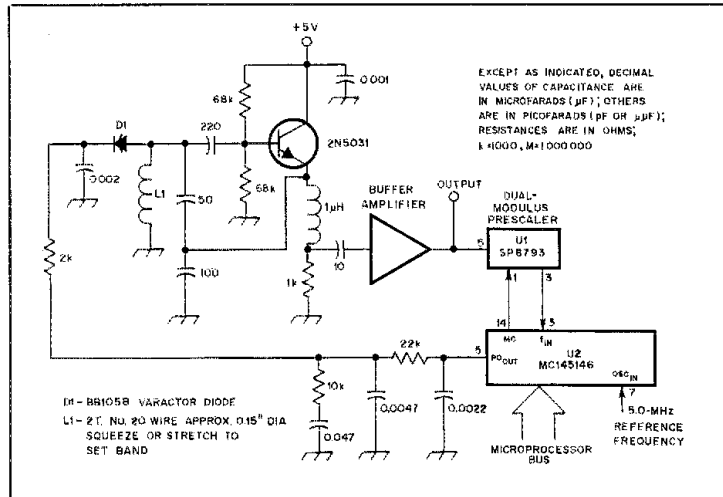 +5V
0.001
EXCEPT AS INDICATED, DECIMAL
VALUES OF CAPACITANCE ARE
IN MICROFARADS (µF); OTHERS
ARE IN PICOFARADS (pF OR µµF);
RESISTANCES ARE IN OHMS;
k=1000, M=1000000
68k
D1
220
2N5031
0.002
L1
50
68k
1µH
BUFFER
AMPLIFIER
OUTPUT
DUAL-
MODULUS
PRESCALER
5
U1
SP8793
2k
100
10
1k
1
3
14
5
MC
fIN
22k
5
PDOUT
U2
MC145146
OSCIN
7
10k
0.0047
0.0022
0.047
5.0-MHz
REFERENCE
FREQUENCY
MICROPROCESSOR
BUS
D1-BB105B VARACTOR DIODE
L1-2T. NO. 20 WIRE APPROX. 0.15" DIA
SQUEEZE OR STRETCH TO
SET BAND